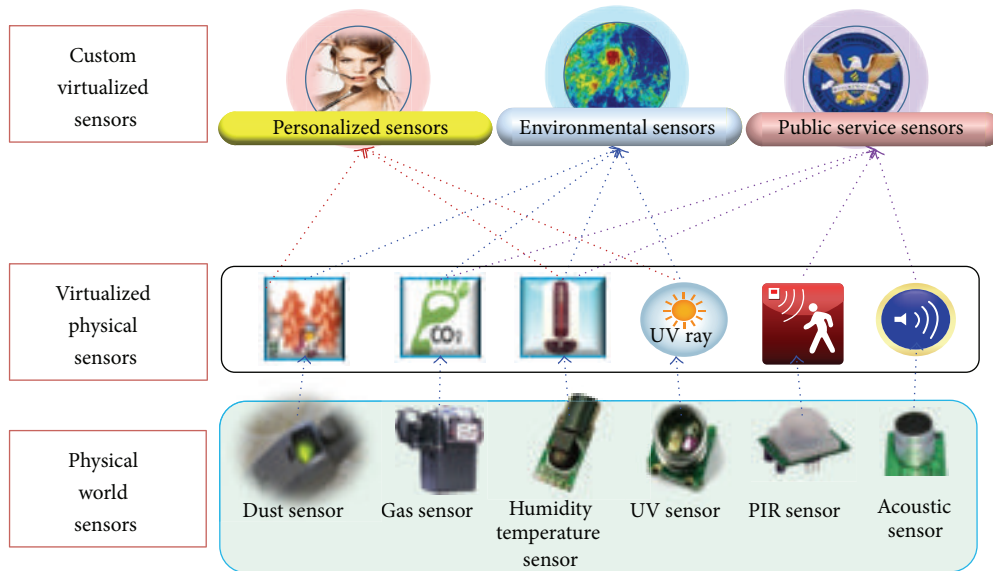 Custom
virtualized
sensors
Personalized sensors
Environmental sensors
Public service sensors
Virtualized
physical
sensors
CO₂
UV ray
Physical
world
sensors
Dust sensor
Gas sensor
Humidity
temperature
sensor
UV sensor
PIR sensor
Acoustic
sensor